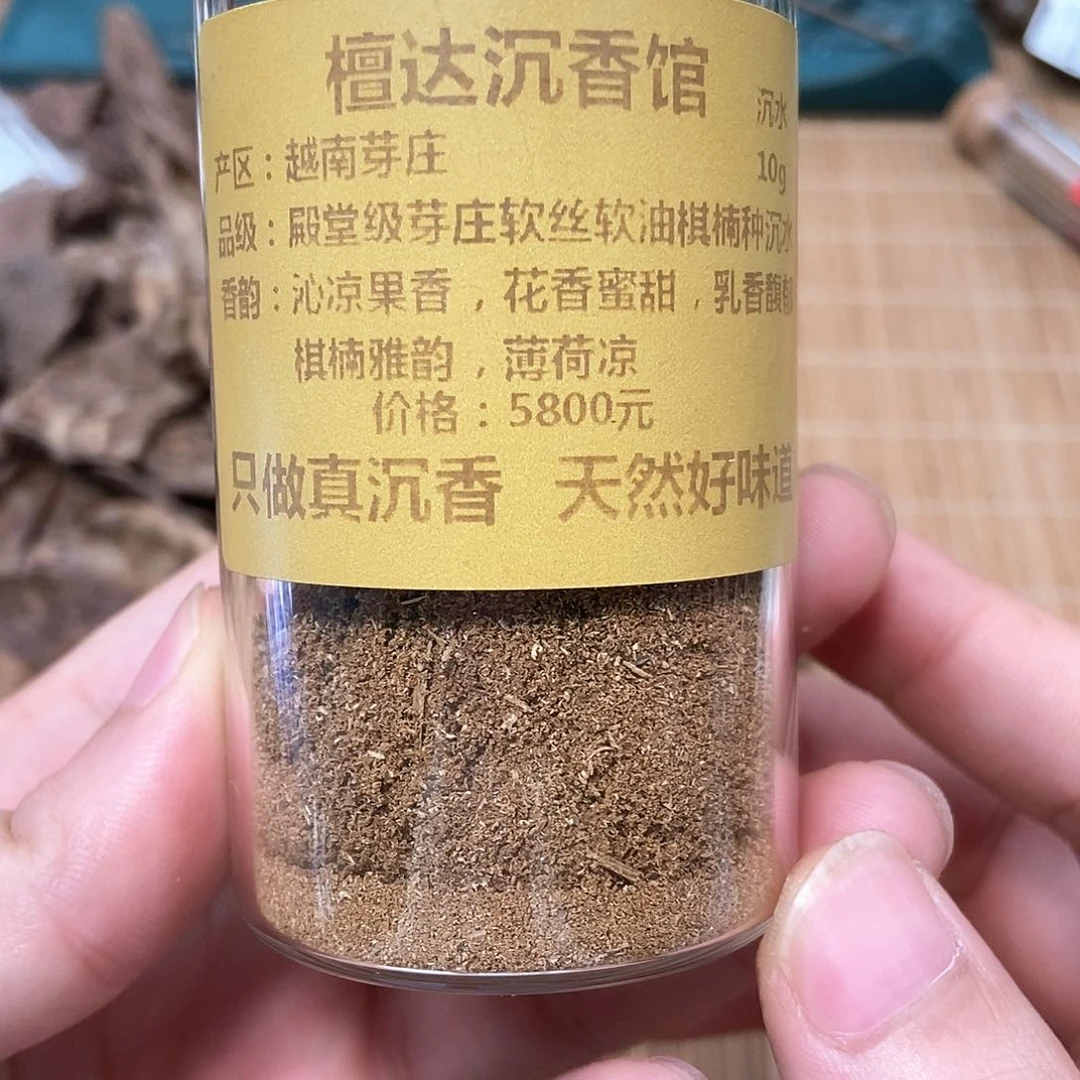 檀达沉香馆
沉水
产区：越南芽庄
10g
品级：殿堂级芽庄软丝软油棋楠种沉水
香韵：沁凉果香，花香蜜甜，乳香馥
棋楠雅韵，薄荷凉
价格：5800元
只做真沉香 天然好味道